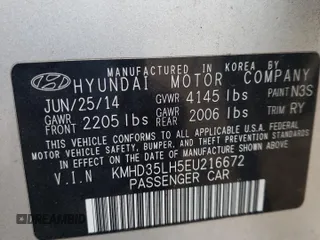 MANUFACTURED IN KOREA BY
HYUNDAI MOTOR COMPANY
JUN/25/14 GVWR 4145 lbs PAINT N3S
GAWR FRONT 2205 lbs GAWR REAR 2006 lbs TRIM RY
THIS VEHICLE CONFORMS TO ALL APPLICABLE
FEDERAL MOTOR VEHICLE SAFETY, BUMPER,
AND THEFT PREVENTION STANDARDS IN EFFECT
ON THE DATE OF MANUFACTURE SHOWN ABOVE.
V.I.N KMHD35LH5EU216672
PASSENGER CAR
DREAMBID